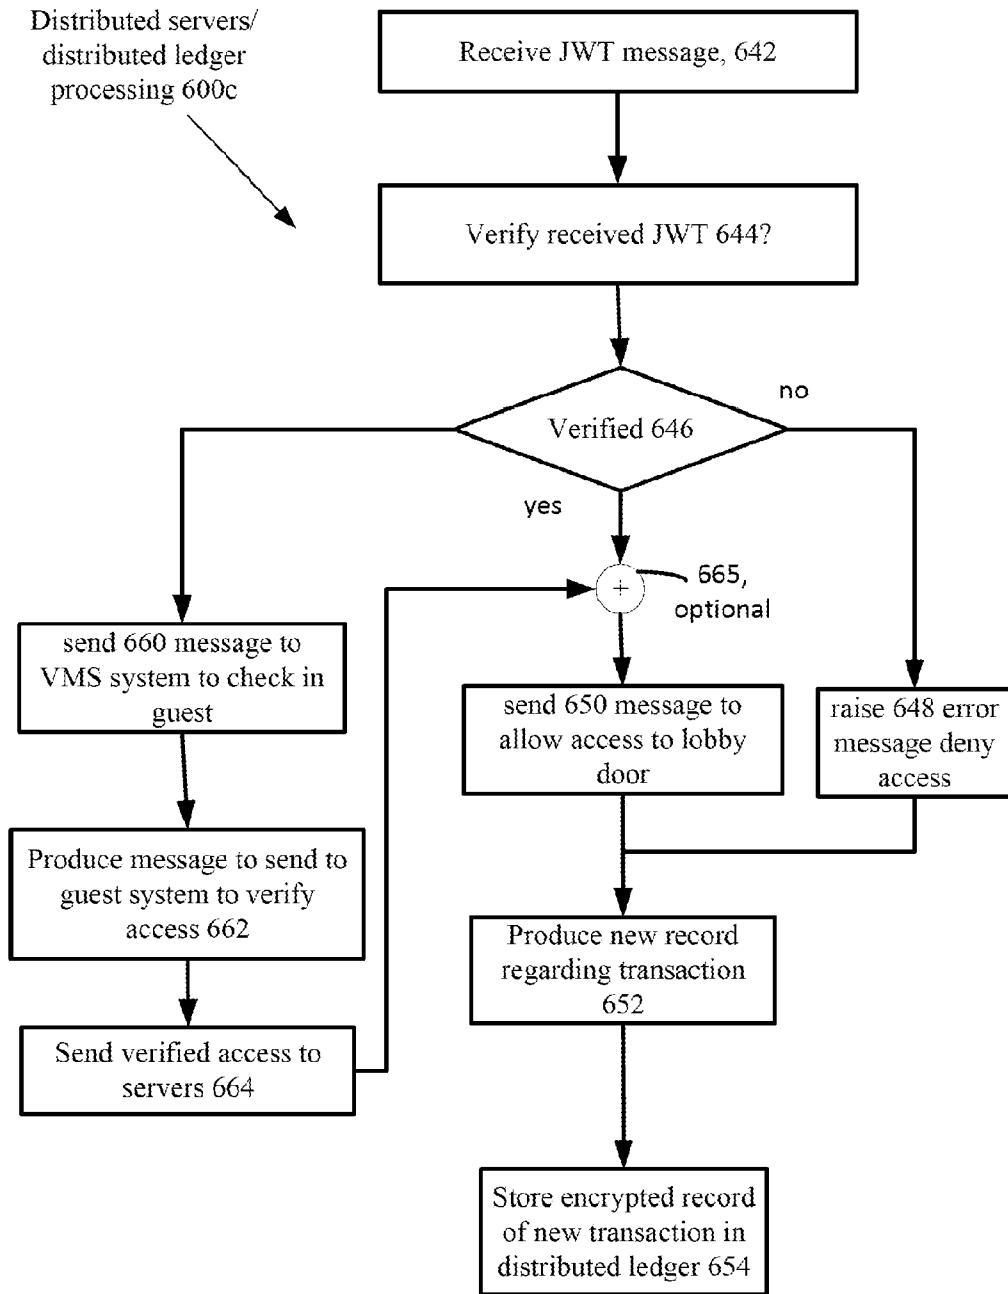 Distributed servers/
distributed ledger
processing 600c
Receive JWT message, 642
Verify received JWT 644?
no
Verified 646
yes
+
665,
optional
send 660 message to
VMS system to check in
guest
send 650 message to
allow access to lobby
door
raise 648 error
message deny
access
Produce message to send to
guest system to verify
access 662
Produce new record
regarding transaction
652
Send verified access to
servers 664
Store encrypted record
of new transaction in
distributed ledger 654